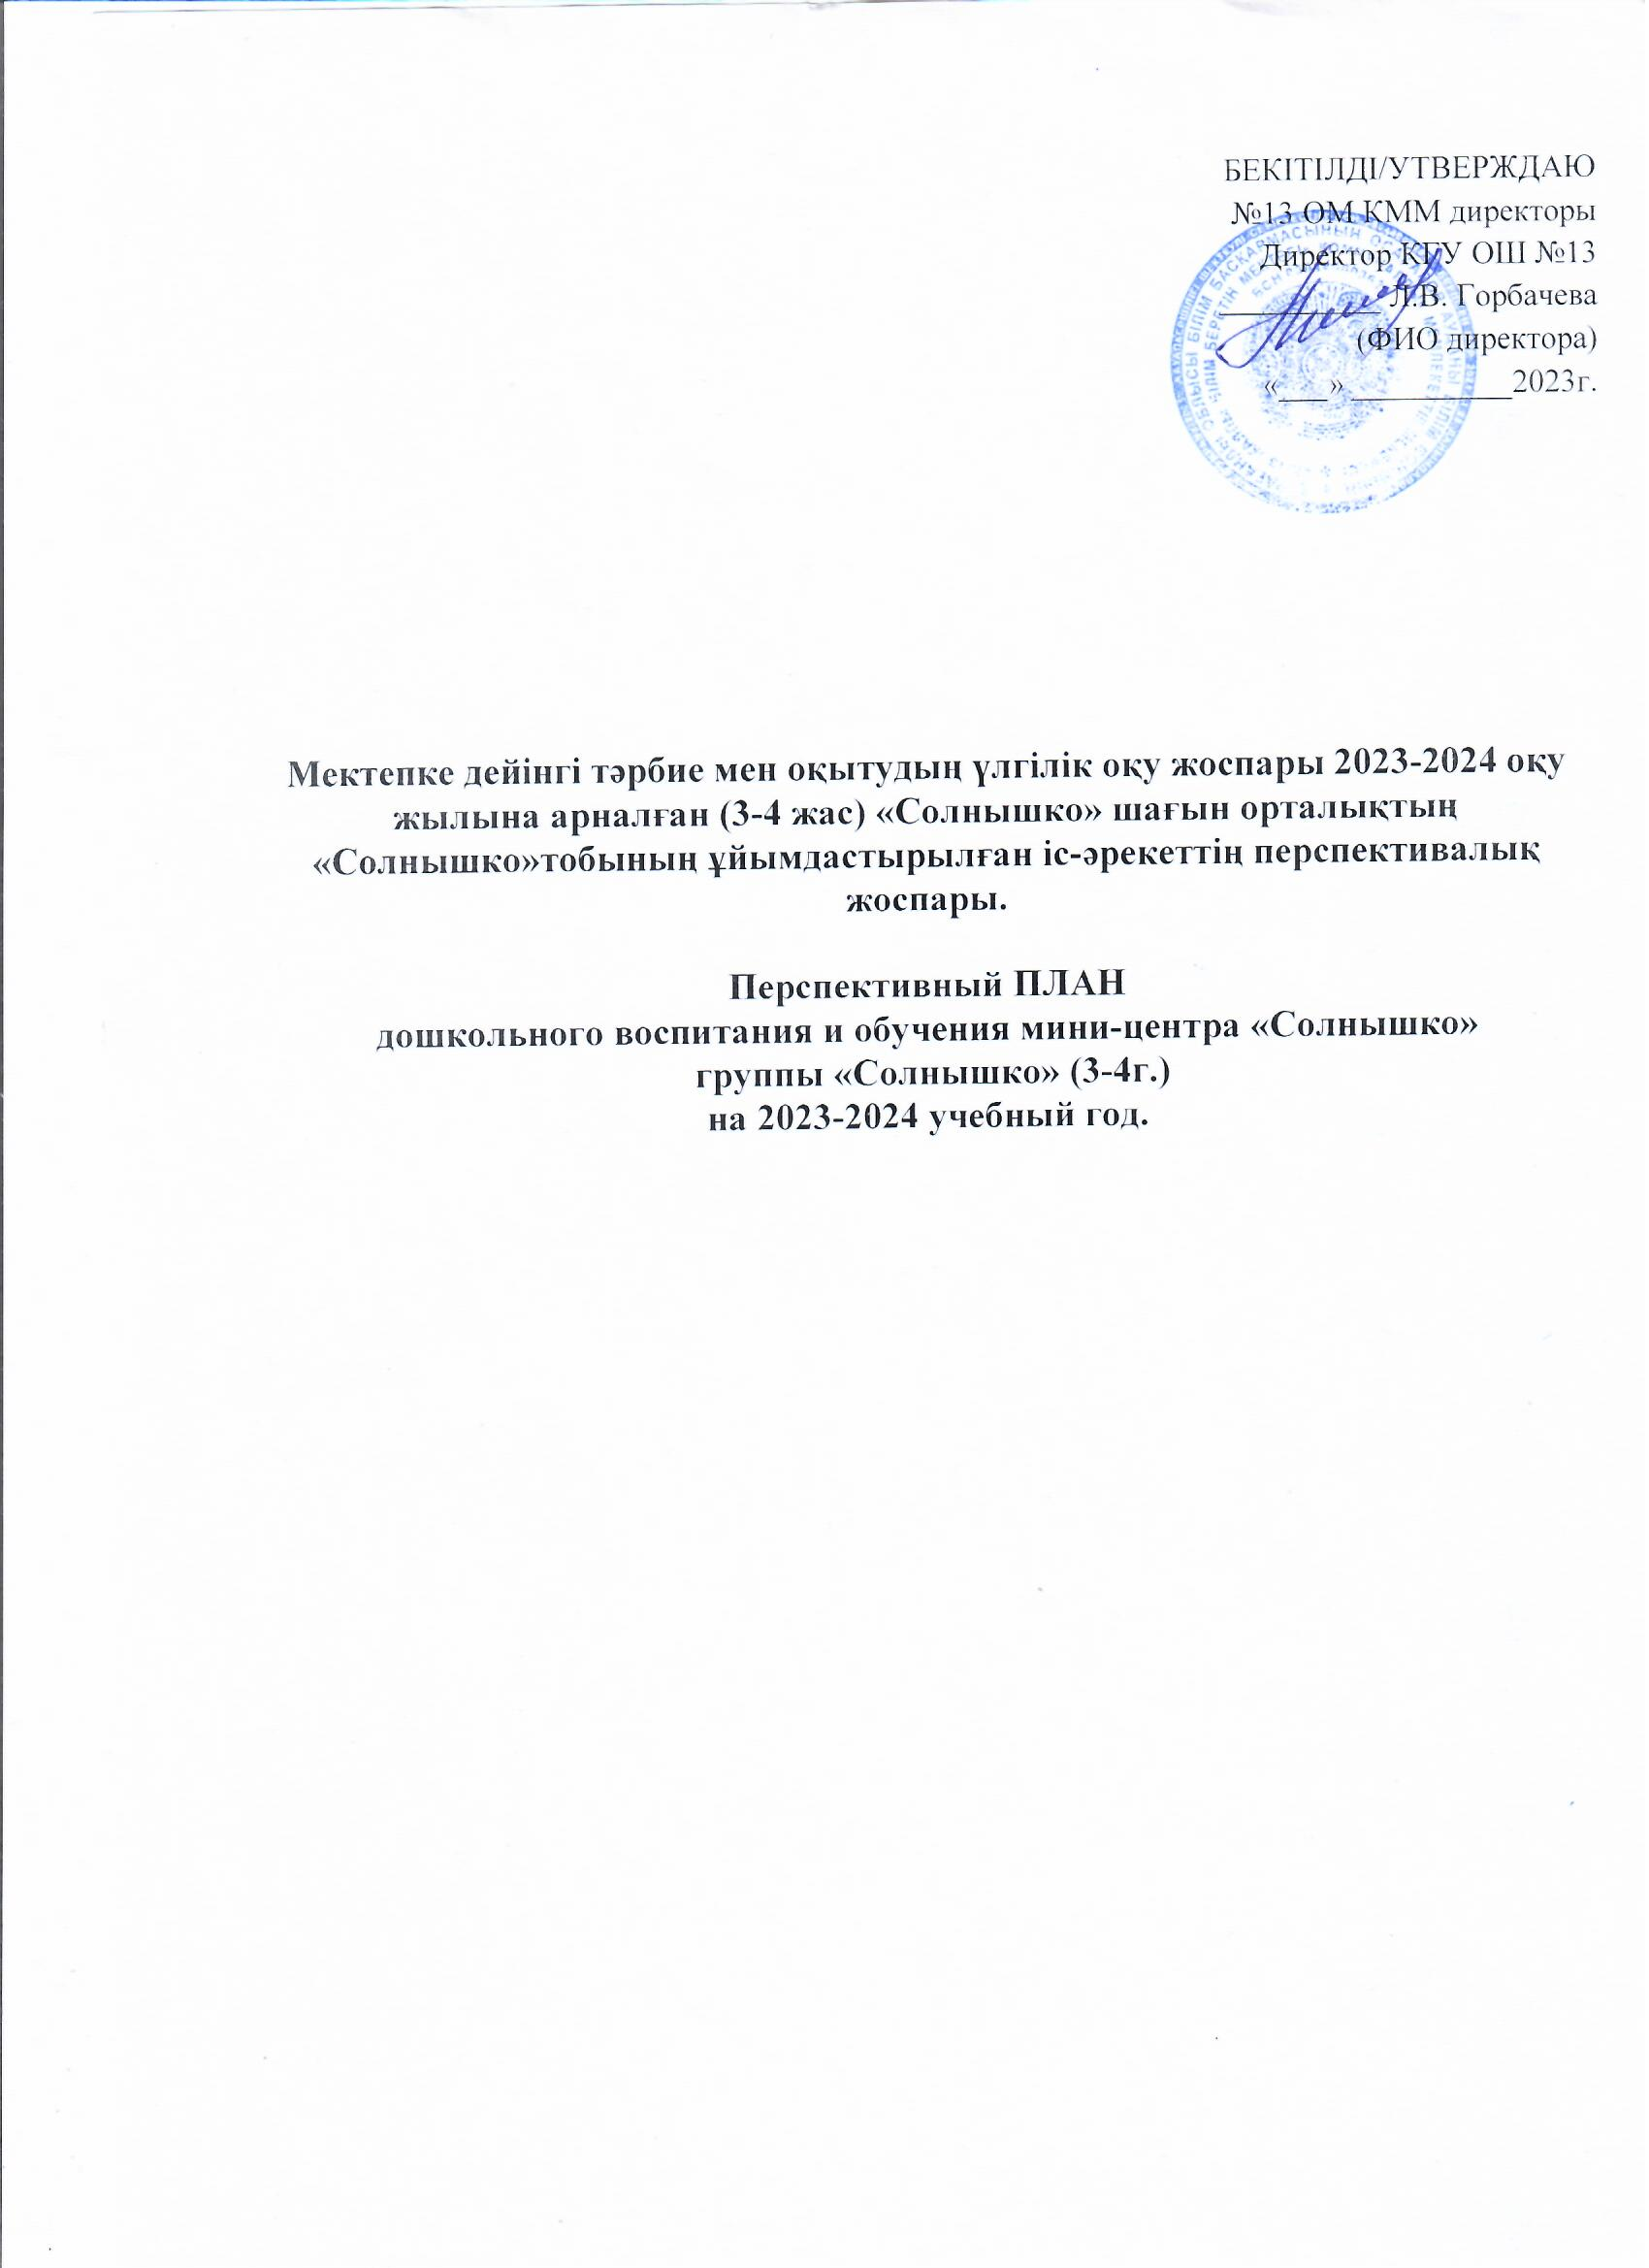 БЕКІТІЛДІ/УТВЕРЖДАЮ
№13 ОМ КММ директоры
Директор КГУ ОШ №13
__________ Л.В. Горбачева
(ФИО директора)
«___» __________2023г.
Мектепке дейінгі тәрбие мен оқытудың үлгілік оқу жоспары 2023-2024 оқу
жылына арналған (3-4 жас) «Солнышко» шағын орталықтың
«Солнышко»тобының ұйымдастырылған іс-әрекеттің перспективалық
жоспары.
Перспективный ПЛАН
дошкольного воспитания и обучения мини-центра «Солнышко»
группы «Солнышко» (3-4г.)
на 2023-2024 учебный год.